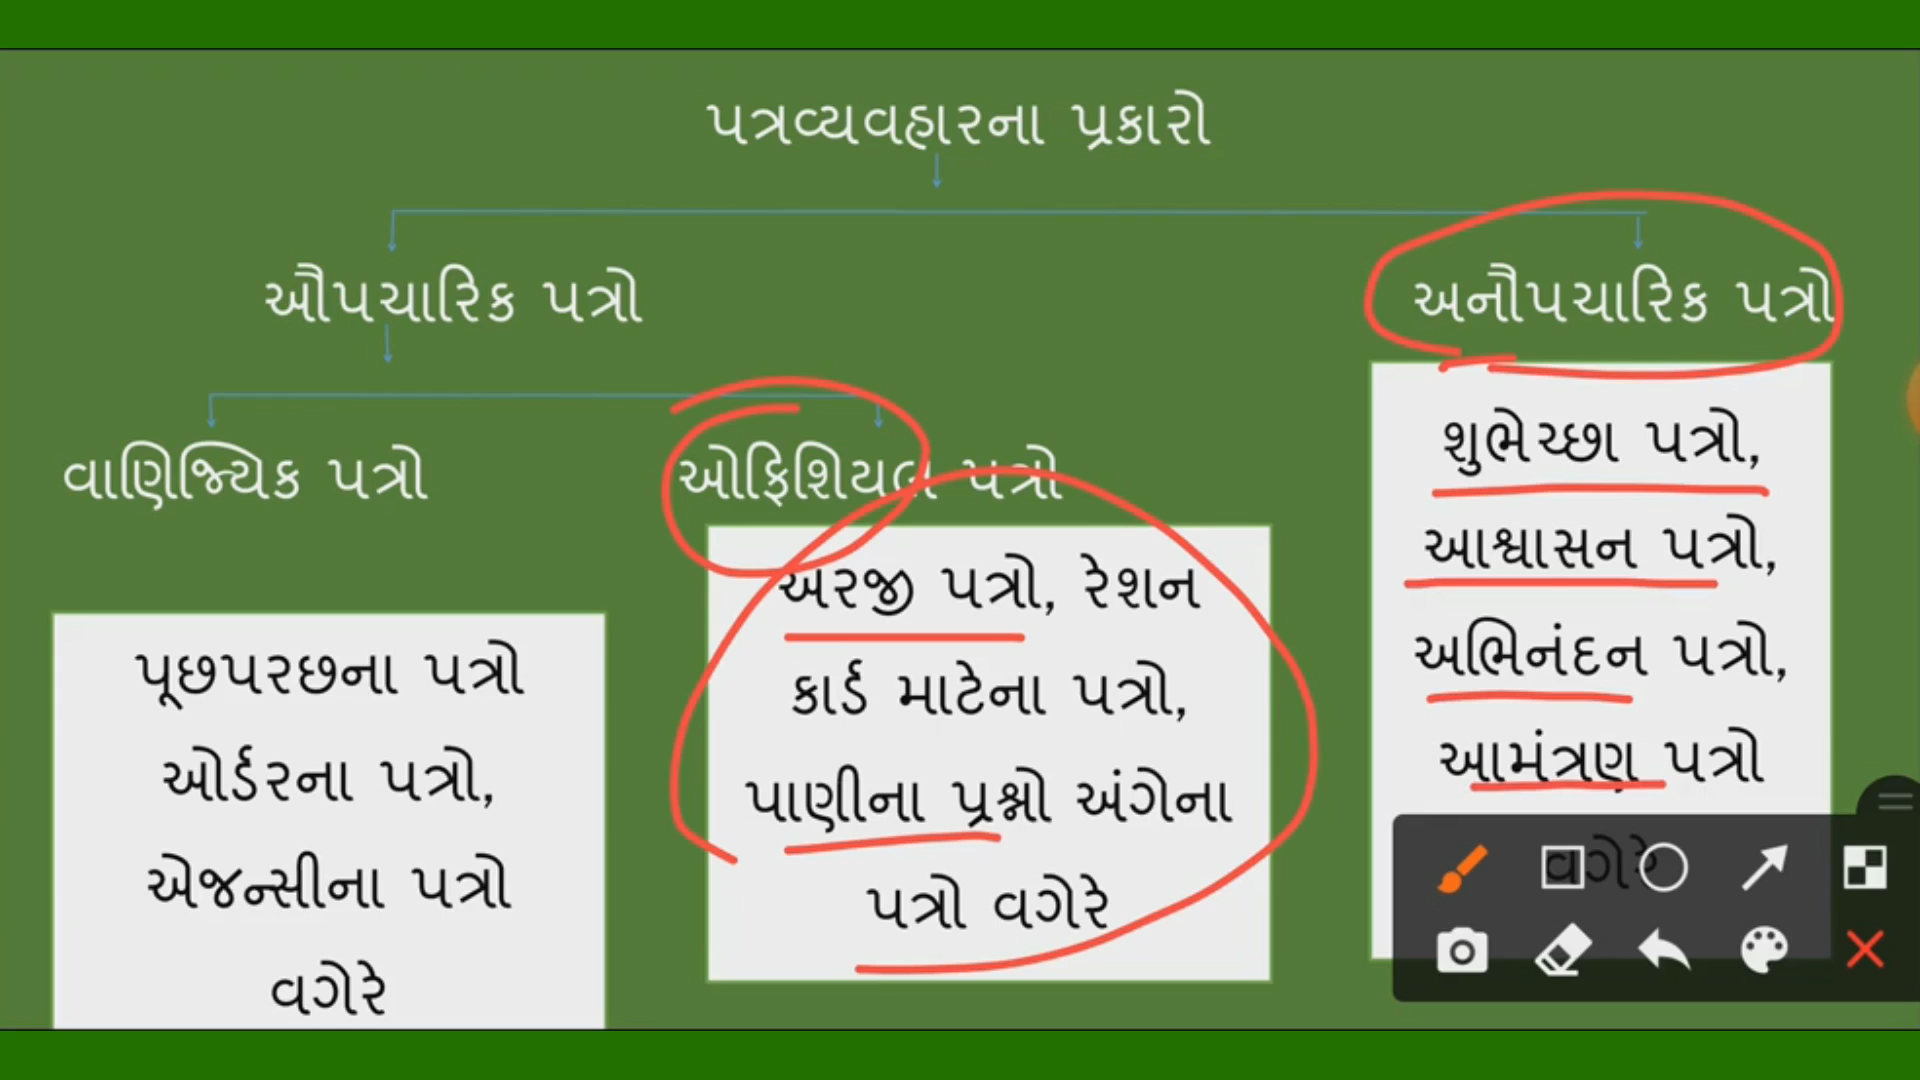 પત્રવ્યવહારના પ્રકારો
ઔપચારિક પત્રો
અનૌપચારિક પત્રો
વાણિજ્યિક પત્રો
ઓફિશિયલ પત્રો
પૂછપરછના પત્રો
ઓર્ડરના પત્રો,
એજન્સીના પત્રો
વગેરે
અરજી પત્રો, રેશન
કાર્ડ માટેના પત્રો,
પાણીના પ્રશ્નો અંગેના
પત્રો વગેરે
શુભેચ્છા પત્રો,
આશ્વાસન પત્રો,
અભિનંદન પત્રો,
આમંત્રણ પત્રો
વગેરે